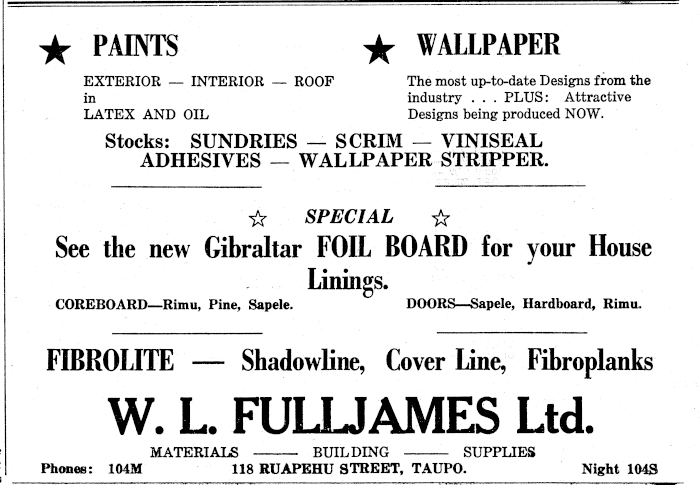 ★ PAINTS
EXTERIOR — INTERIOR — ROOF
in
LATEX AND OIL
★ WALLPAPER
The most up-to-date Designs from the
industry . . . PLUS: Attractive
Designs being produced NOW.
Stocks: SUNDRIES — SCRIM — VINISEAL
ADHESIVES — WALLPAPER STRIPPER.
☆ SPECIAL ☆
See the new Gibraltar FOIL BOARD for your House
Linings.
COREBOARD—Rimu, Pine, Sapele.
DOORS—Sapele, Hardboard, Rimu.
FIBROLITE — Shadowline, Cover Line, Fibroplanks
W. L. FULLJAMES Ltd.
MATERIALS —— BUILDING —— SUPPLIES
Phones: 104M 118 RUAPEHU STREET, TAUPO. Night 104S